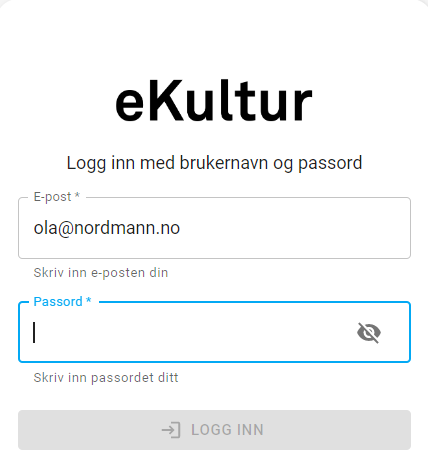 eKultur
Logg inn med brukernavn og passord
E-post *
ola@nordmann.no
Skriv inn e-posten din
Passord *
Skriv inn passordet ditt
LOGG INN